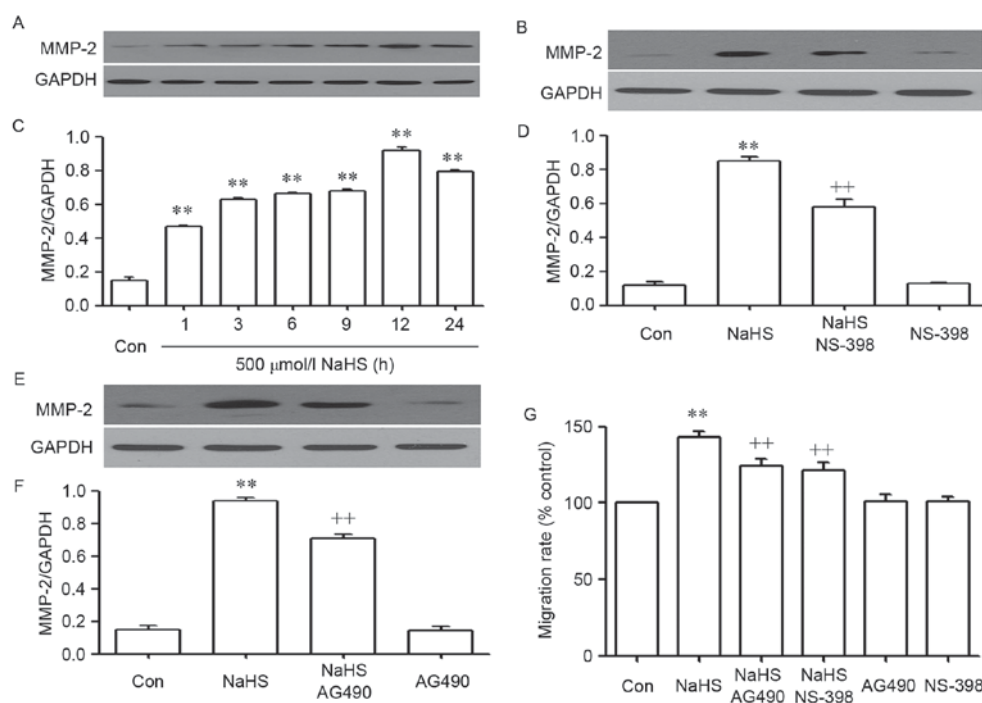 A
MMP-2
GAPDH
B
MMP-2
GAPDH
C
MMP-2/GAPDH
1.0
0.8
0.6
0.4
0.2
0.0
**
**
**
**
**
**
Con
1 3 6 9 12 24
500 μmol/l NaHS (h)
D
MMP-2/GAPDH
1.0
0.8
0.6
0.4
0.2
0.0
**
++
Con NaHS NaHS NS-398
NS-398
E
MMP-2
GAPDH
F
MMP-2/GAPDH
1.0
0.8
0.6
0.4
0.2
0.0
**
++
Con NaHS NaHS AG490
AG490
G
Migration rate (% control)
150
100
50
0
**
++
++
Con NaHS NaHS NaHS AG490 NS-398
AG490 NS-398